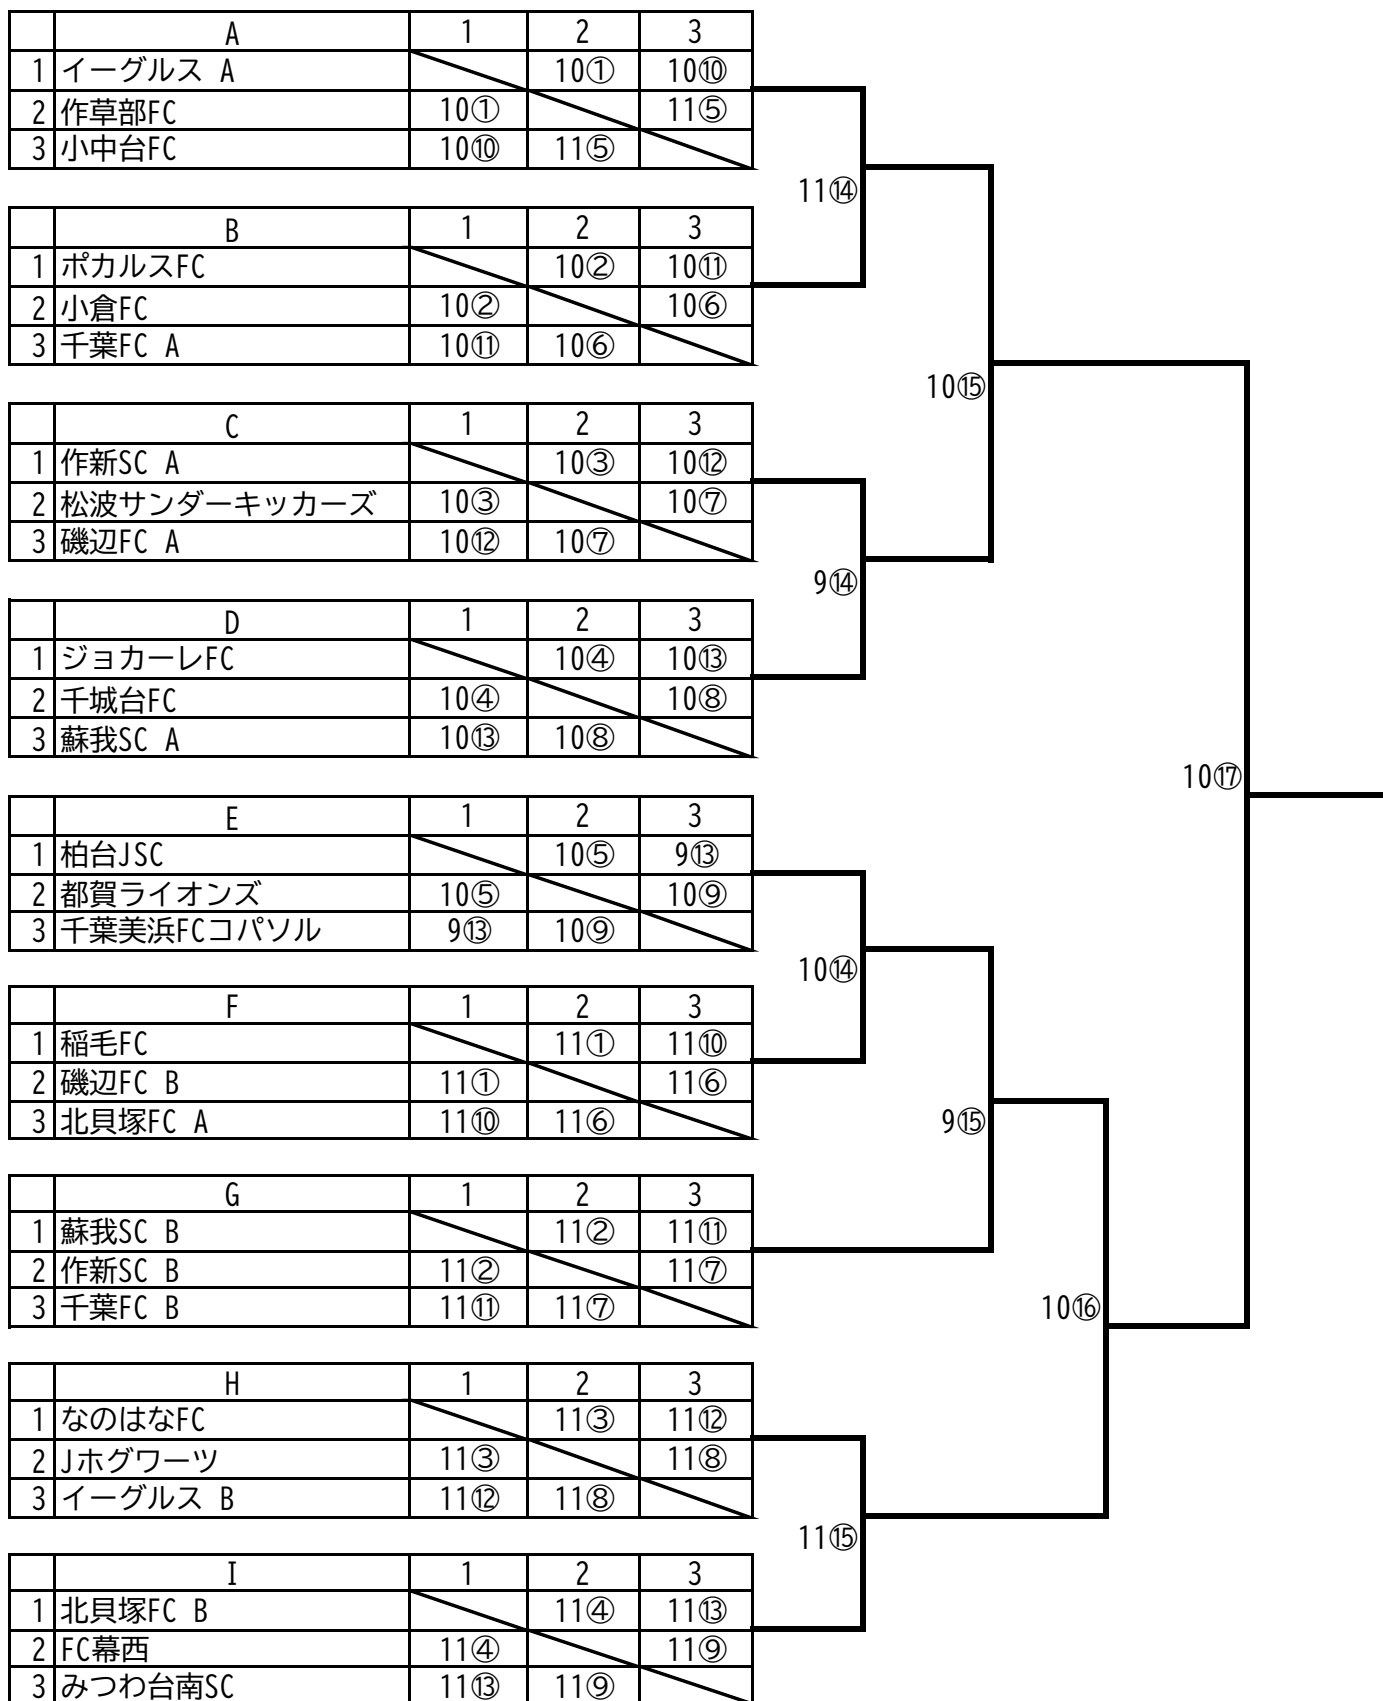 A 1 2 3
1 イーグルス A 10① 10⑩
2 作草部FC 10① 11⑤
3 小中台FC 10⑩ 11⑤
11⑭
B 1 2 3
1 ポカルスFC 10② 10⑪
2 小倉FC 10② 10⑥
3 千葉FC A 10⑪ 10⑥
10⑮
C 1 2 3
1 作新SC A 10③ 10⑫
2 松波サンダーキッカーズ 10③ 10⑦
3 磯辺FC A 10⑫ 10⑦
9⑭
D 1 2 3
1 ジョカーレFC 10④ 10⑬
2 千城台FC 10④ 10⑧
3 蘇我SC A 10⑬ 10⑧
10⑰
E 1 2 3
1 柏台JSC 10⑤ 9⑬
2 都賀ライオンズ 10⑤ 10⑨
3 千葉美浜FCコパソル 9⑬ 10⑨
10⑭
F 1 2 3
1 稲毛FC 11① 11⑩
2 磯辺FC B 11① 11⑥
3 北貝塚FC A 11⑩ 11⑥
9⑮
G 1 2 3
1 蘇我SC B 11② 11⑪
2 作新SC B 11② 11⑦
3 千葉FC B 11⑪ 11⑦
10⑯
H 1 2 3
1 なのはなFC 11③ 11⑫
2 Jホグワーツ 11③ 11⑧
3 イーグルス B 11⑫ 11⑧
11⑮
I 1 2 3
1 北貝塚FC B 11④ 11⑬
2 FC幕西 11④ 11⑨
3 みつわ台南SC 11⑬ 11⑨